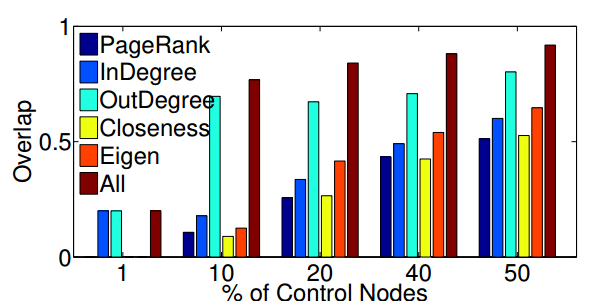 1
PageRank
InDegree
OutDegree
Closeness
Eigen
All
0.5
0
Overlap
1 10 20 40 50
% of Control Nodes